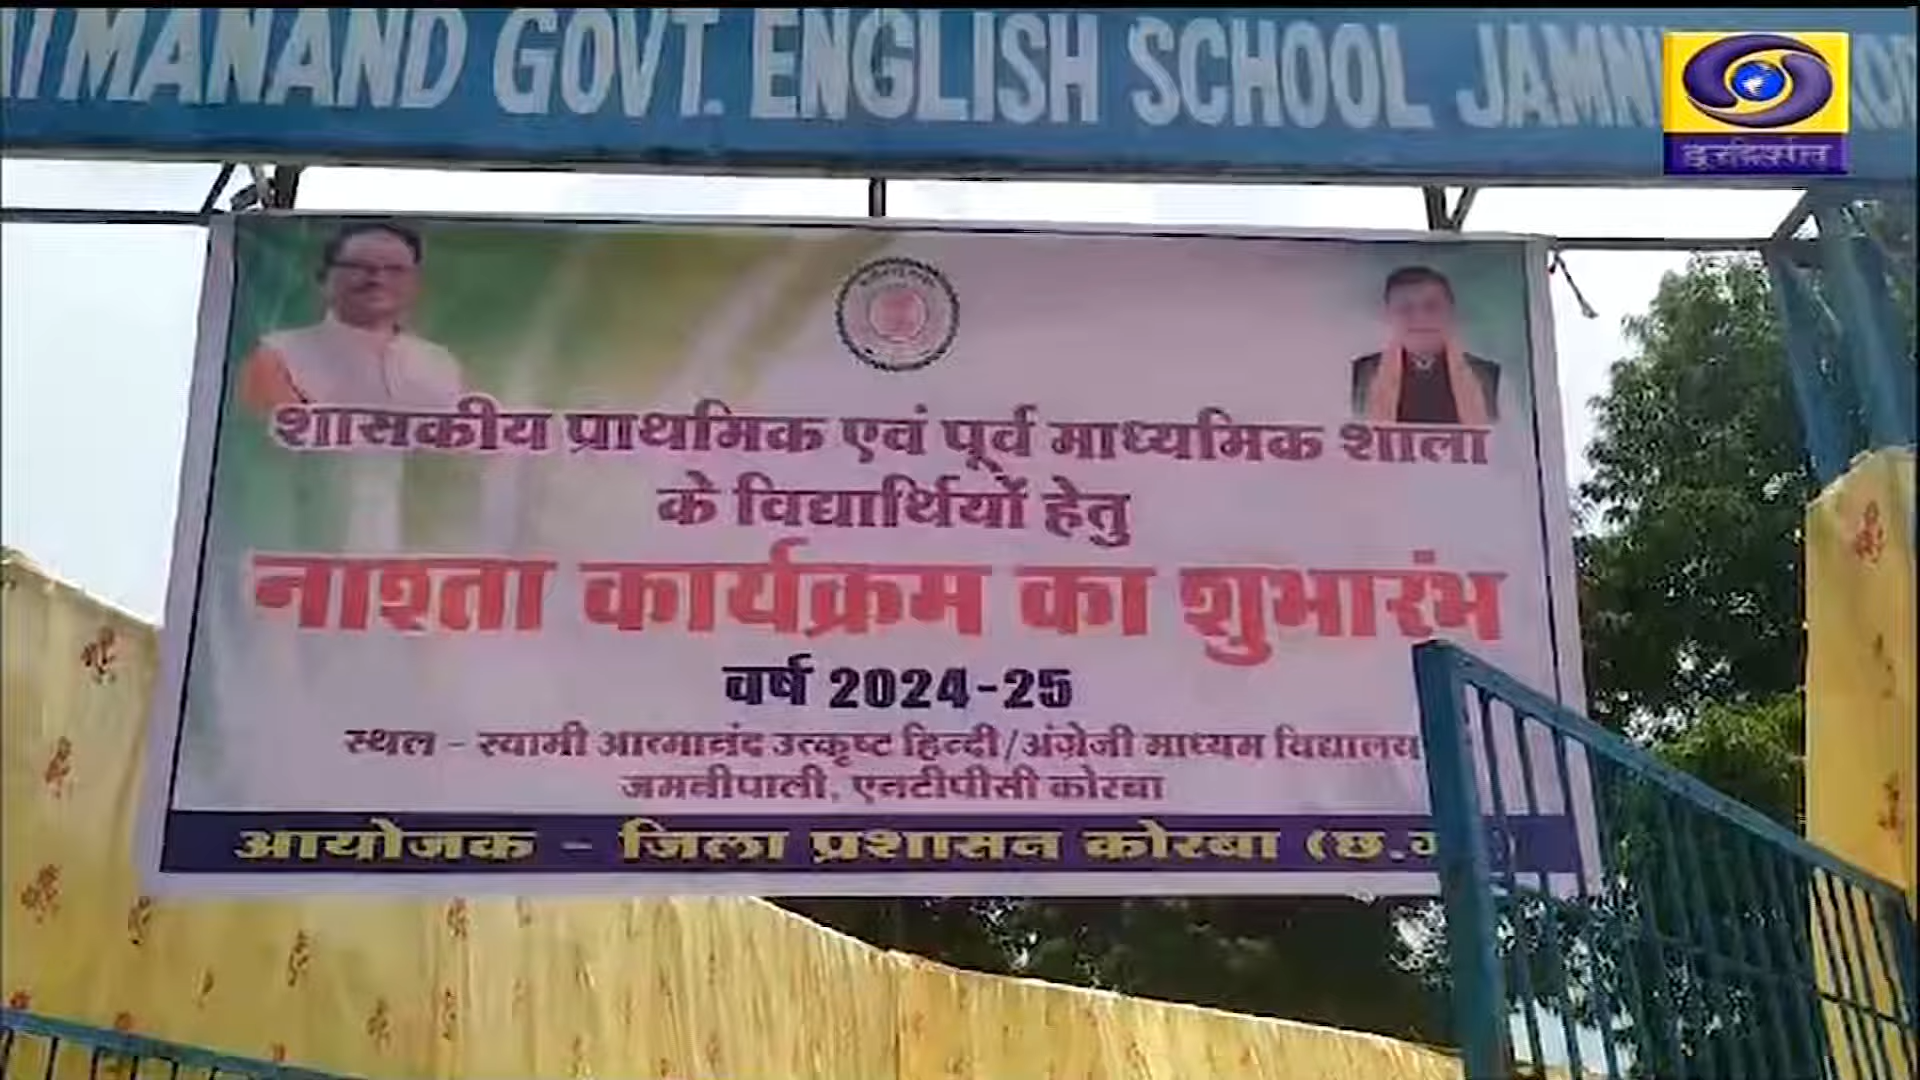 MANAND GOVT. ENGLISH SCHOOL JAMNI
दूरदर्शन
शासकीय प्राथमिक एवं पूर्व माध्यमिक शाला
के विद्यार्थियों हेतु
नाश्ता कार्यक्रम का शुभारंभ
वर्ष 2024-25
स्थल - स्वामी आत्मानंद उत्कृष्ट हिन्दी/अंग्रेजी माध्यम विद्यालय
जमनीपाली, एनटीपीसी कोरबा
आयोजक - जिला प्रशासन कोरबा (छ.ग